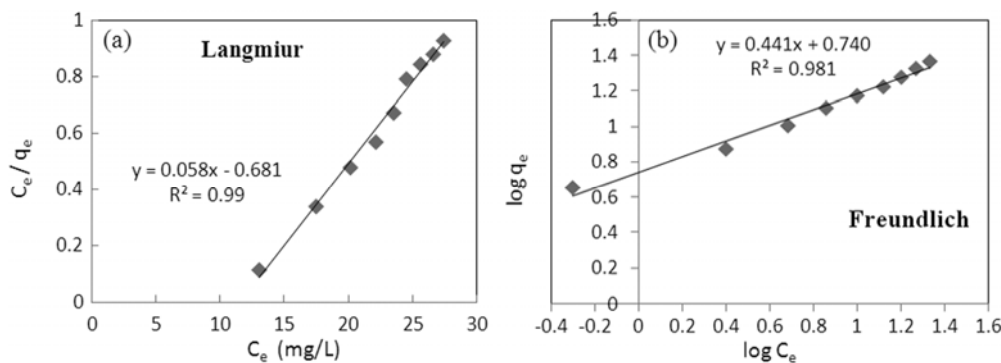 (a)
Langmiur
y = 0.058x - 0.681
R² = 0.99
Cₑ / qₑ
1
0.8
0.6
0.4
0.2
0
0 5 10 15 20 25 30
Cₑ (mg/L)
(b)
y = 0.441x + 0.740
R² = 0.981
Freundlich
log qₑ
1.6
1.4
1.2
1
0.8
0.6
0.4
0.2
0
-0.4 -0.2 0 0.2 0.4 0.6 0.8 1 1.2 1.4 1.6
log Cₑ